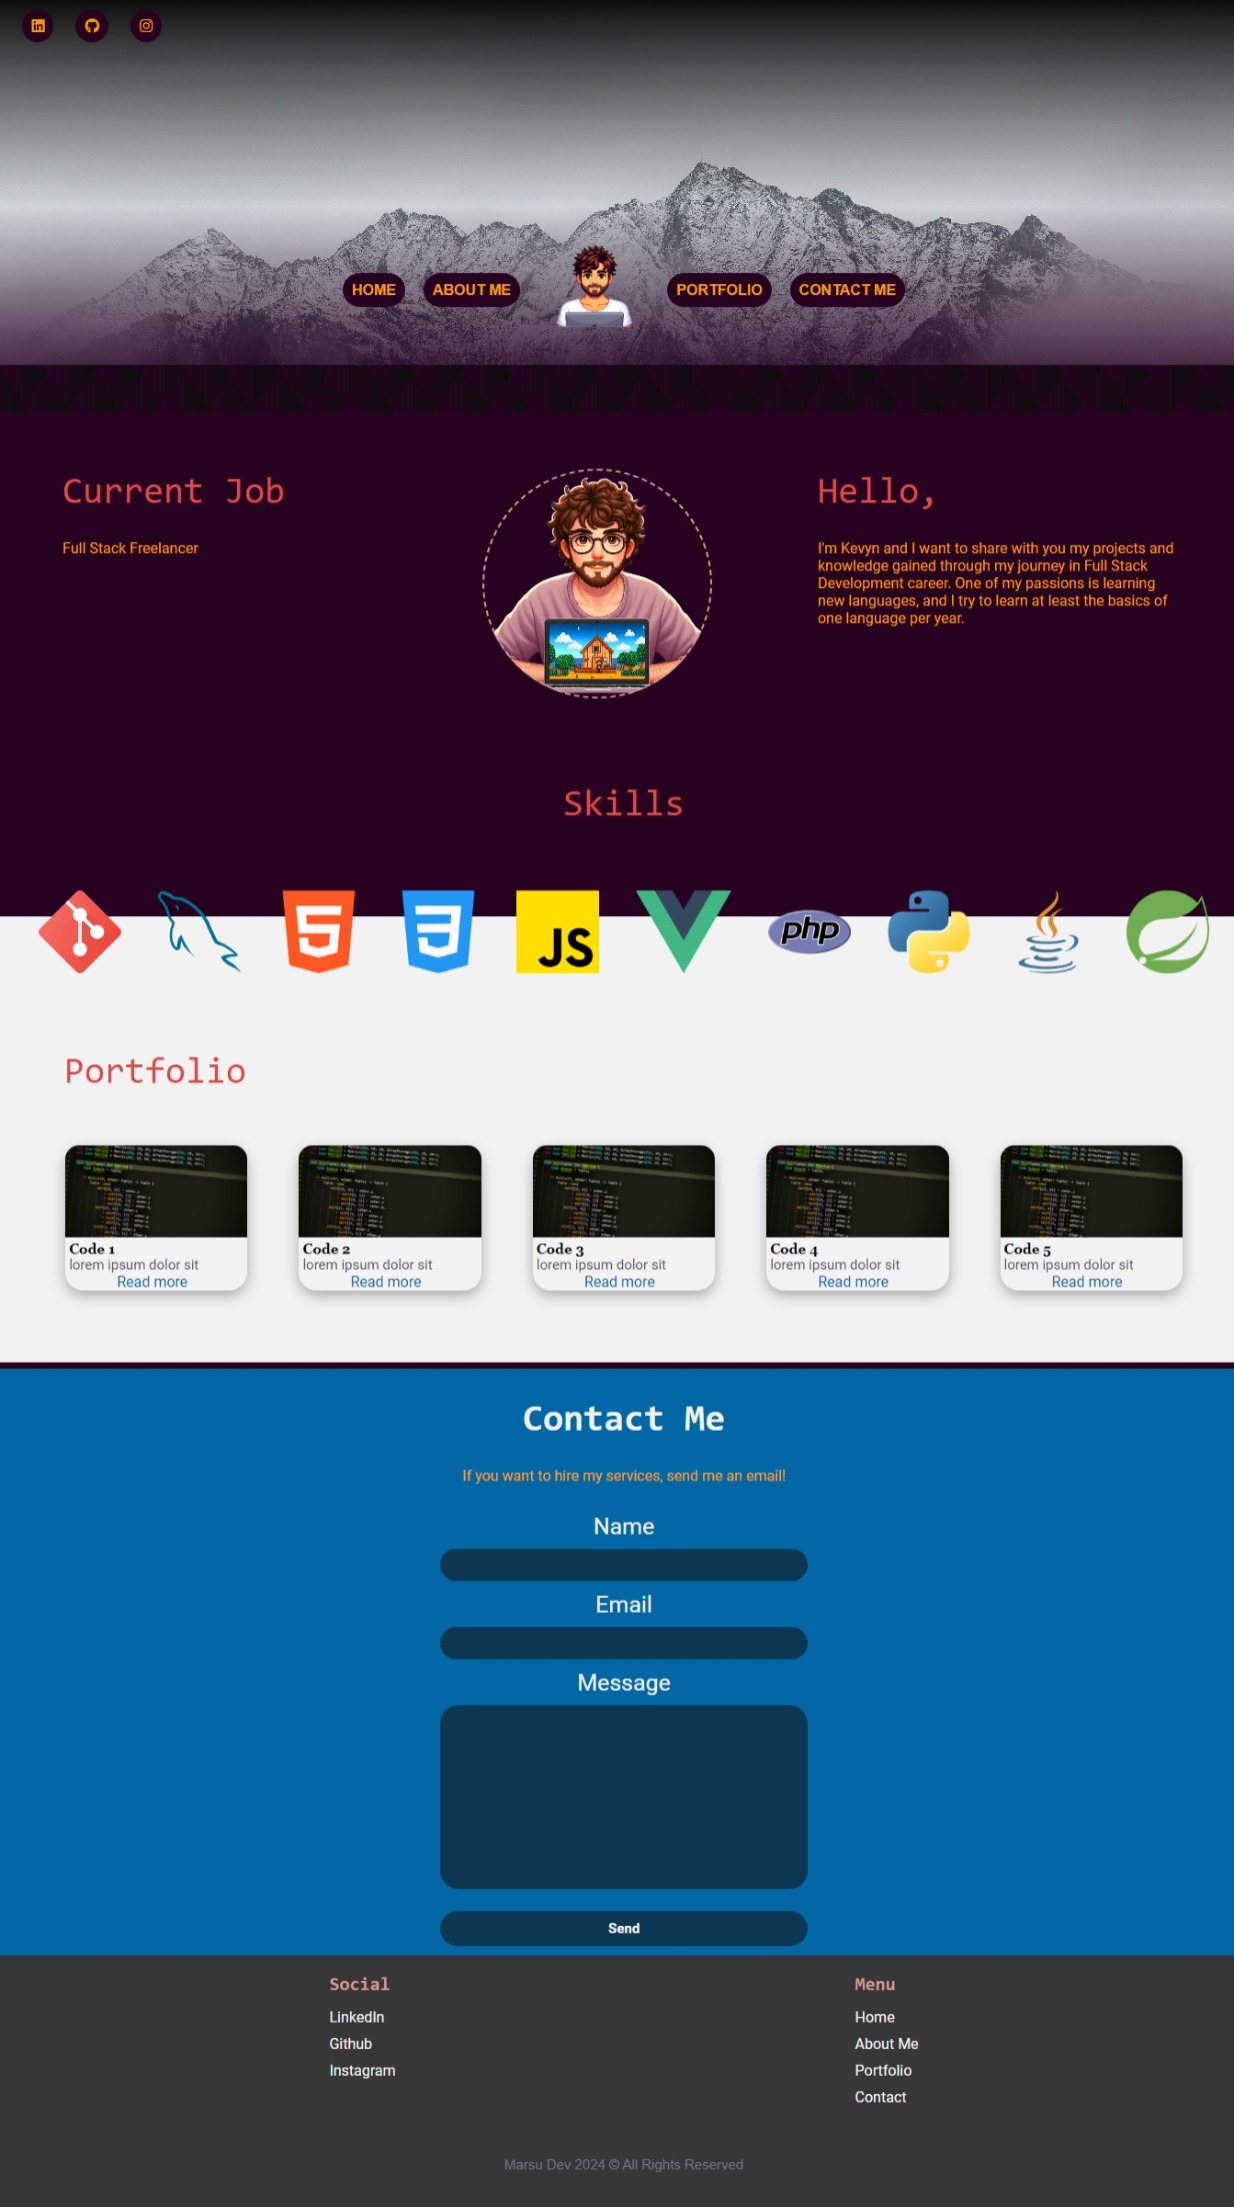 HOME
ABOUT ME
PORTFOLIO
CONTACT ME
Current Job
Full Stack Freelancer
Hello,
I'm Kevyn and I want to share with you my projects and
knowledge gained through my journey in Full Stack
Development career. One of my passions is learning
new languages, and I try to learn at least the basics of
one language per year.
Skills
5
3
JS
php
Portfolio
Code 1
lorem ipsum dolor sit
Read more
Code 2
lorem ipsum dolor sit
Read more
Code 3
lorem ipsum dolor sit
Read more
Code 4
lorem ipsum dolor sit
Read more
Code 5
lorem ipsum dolor sit
Read more
Contact Me
If you want to hire my services, send me an email!
Name
Email
Message
Send
Social
LinkedIn
Github
Instagram
Menu
Home
About Me
Portfolio
Contact
Marsu Dev 2024 © All Rights Reserved